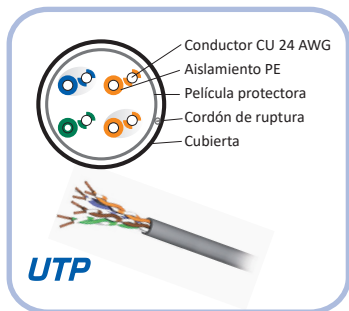 Conductor CU 24 AWG
Aislamiento PE
Película protectora
Cordón de ruptura
Cubierta
UTP